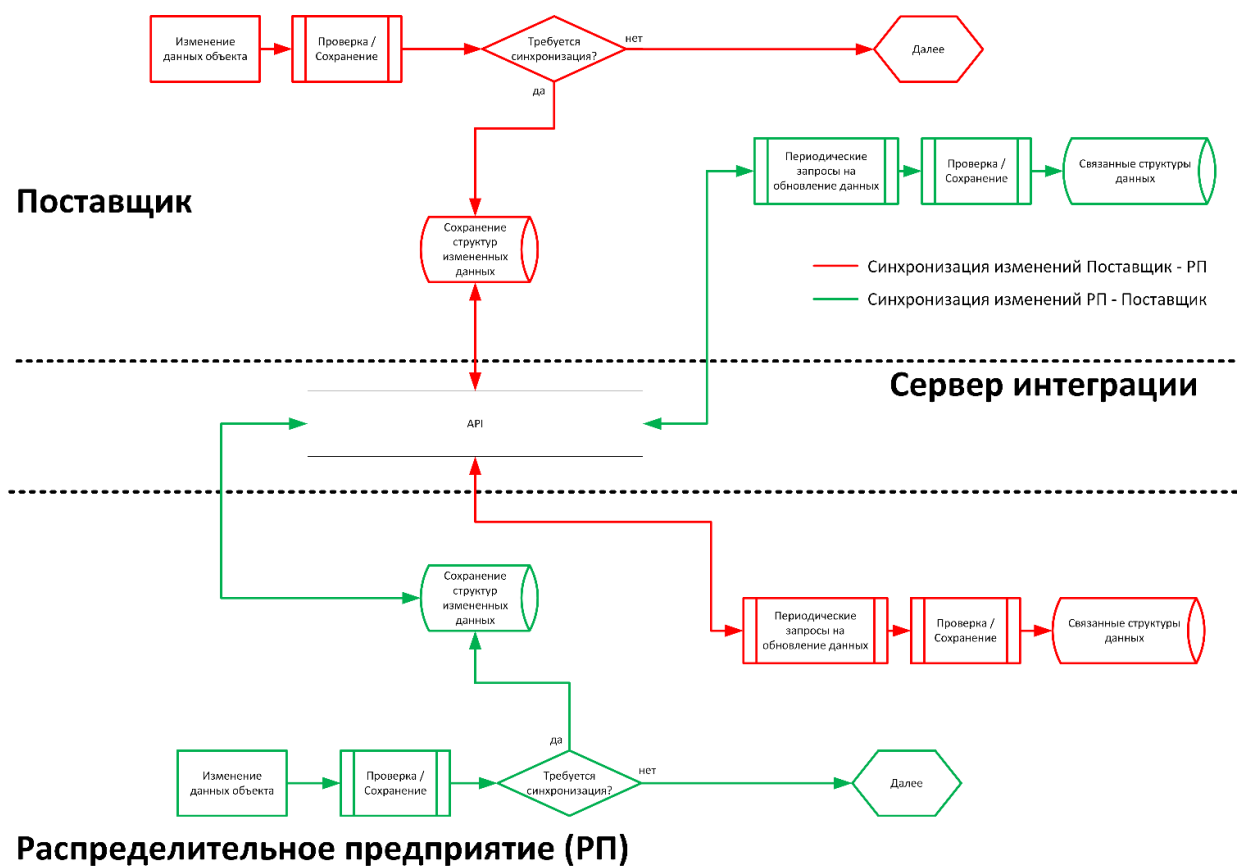 Изменение
данных объекта
Проверка /
Сохранение
Требуется
синхронизация?
нет
Далее
да
Периодические
запросы на
обновление данных
Проверка /
Сохранение
Связанные структуры
данных
Поставщик
Сохранение
структур
измененных
данных
Синхронизация изменений Поставщик - РП
Синхронизация изменений РП - Поставщик
Сервер интеграции
API
Сохранение
структур
измененных
данных
Периодические
запросы на
обновление данных
Проверка /
Сохранение
Связанные структуры
данных
да
Изменение
данных объекта
Проверка /
Сохранение
Требуется
синхронизация?
нет
Далее
Распределительное предприятие (РП)